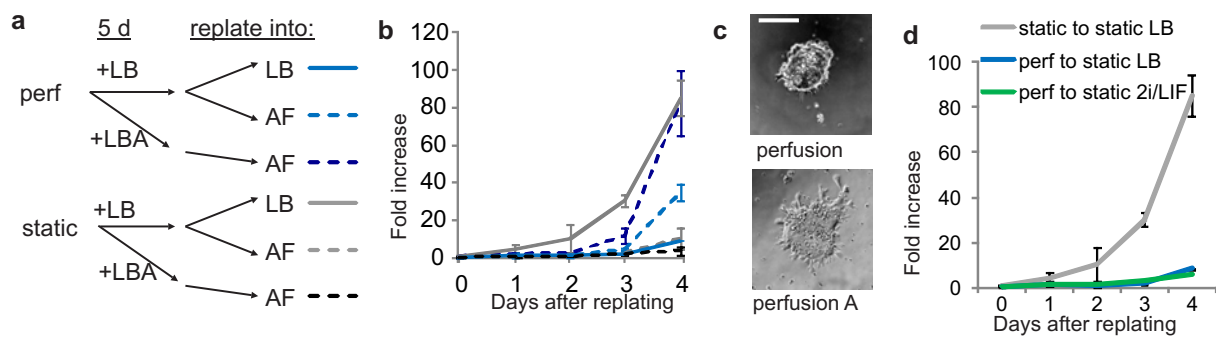 a
5 d
replate into:
+LB
perf
+LBA
LB
AF
AF
static
+LB
+LBA
LB
AF
AF
b
Fold increase
120
100
80
60
40
20
0
0 1 2 3 4
Days after replating
c
perfusion
perfusion A
d
static to static LB
perf to static LB
perf to static 2i/LIF
Fold increase
100
80
60
40
20
0
0 1 2 3 4
Days after replating